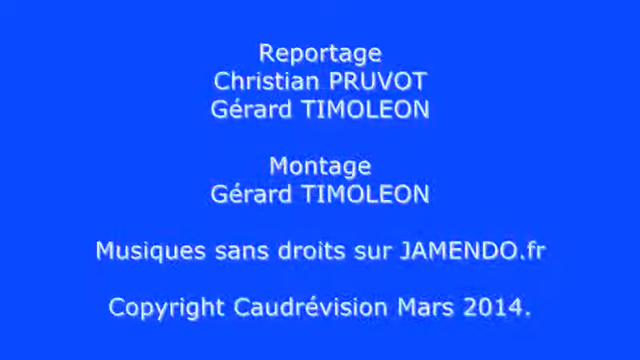 Reportage
Christian PRUVOT
Gérard TIMOLEON
Montage
Gérard TIMOLEON
Musiques sans droits sur JAMENDO.fr
Copyright Caudrévision Mars 2014.